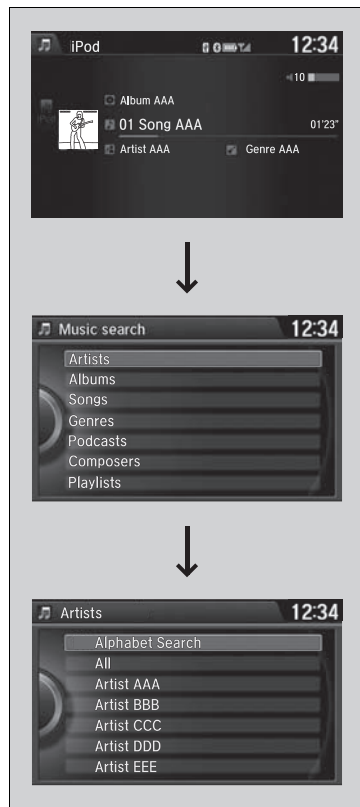 iPod 12:34
10
Album AAA
01 Song AAA 01'23"
Artist AAA Genre AAA
Music search 12:34
Artists
Albums
Songs
Genres
Podcasts
Composers
Playlists
Artists 12:34
Alphabet Search
All
Artist AAA
Artist BBB
Artist CCC
Artist DDD
Artist EEE